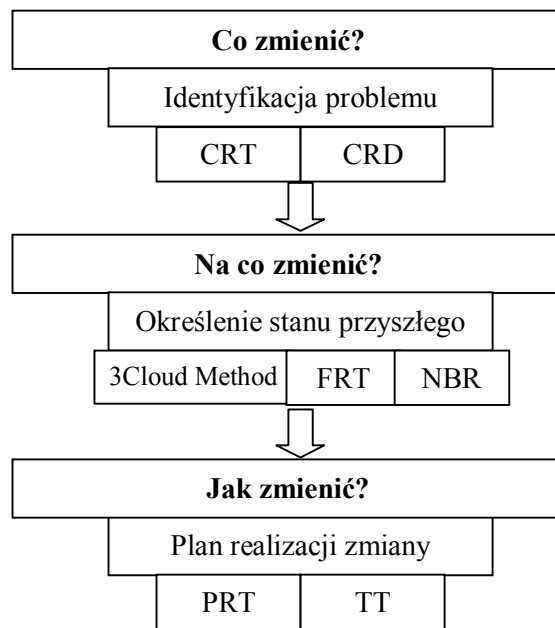 Co zmienić?
Identyfikacja problemu
CRT CRD
Na co zmienić?
Określenie stanu przyszłego
3Cloud Method FRT NBR
Jak zmienić?
Plan realizacji zmiany
PRT TT